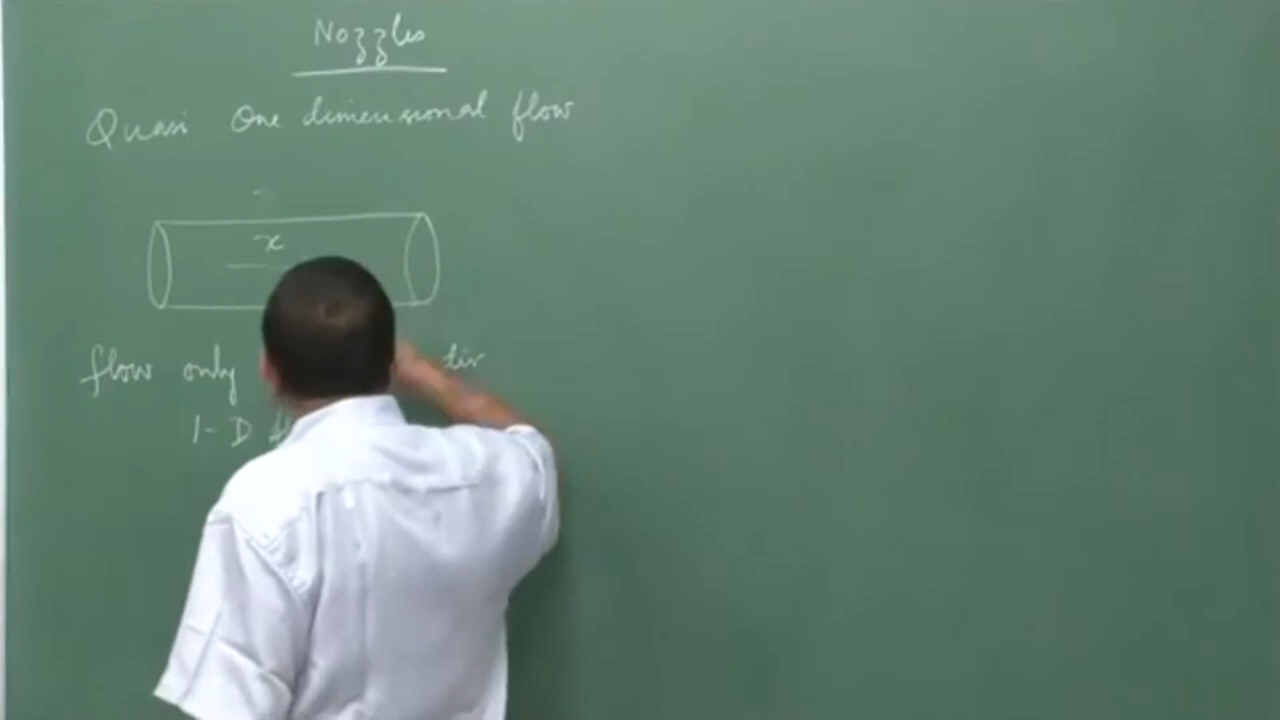 Nozzles
Quasi One dimensional flow
x
flow only
1-D